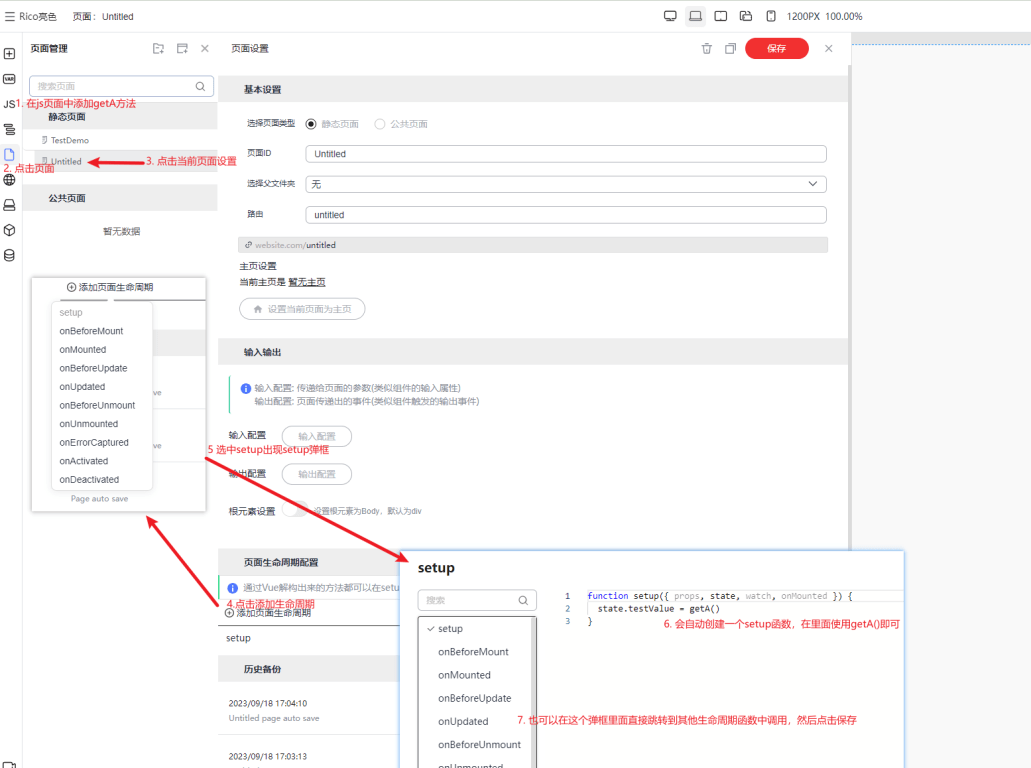 Rico亮色 页面：Untitled 1200PX 100.00%
页面管理
搜索页面
JS 1. 在js页面中添加getA方法
VAR
静态页面
TestDemo
Untitled
3. 点击当前页面设置
2. 点击页面
公共页面
暂无数据
页面设置
保存
基本设置
选择页面类型 静态页面 公共页面
页面ID Untitled
选择父文件夹 无
路由 untitled
website.com/untitled
主页设置
当前主页是 暂无主页
设置当前页面为主页
输入输出
输入配置: 传递给页面的参数(类似组件的输入属性)
输出配置: 页面传递出的事件(类似组件触发的输出事件)
输入配置 输入配置
5 选中setup出现setup弹框
输出配置 输出配置
根元素设置 设置根元素为Body，默认为div
页面生命周期配置
通过Vue解构出来的方法都可以在setu
4.点击添加生命周期
添加页面生命周期
setup
历史备份
2023/09/18 17:04:10
Untitled page auto save
2023/09/18 17:03:13
添加页面生命周期
setup
onBeforeMount
onMounted
onBeforeUpdate
onUpdated
ve
onBeforeUnmount
onUnmounted
onErrorCaptured
ve
onActivated
onDeactivated
Page auto save
setup
搜索
setup
onBeforeMount
onMounted
onBeforeUpdate
onUpdated
onBeforeUnmount
onUnmounted
1 function setup({ props, state, watch, onMounted }) {
2 state.testValue = getA()
3 }
6. 会自动创建一个setup函数，在里面使用getA()即可
7. 也可以在这个弹框里面直接跳转到其他生命周期函数中调用，然后点击保存